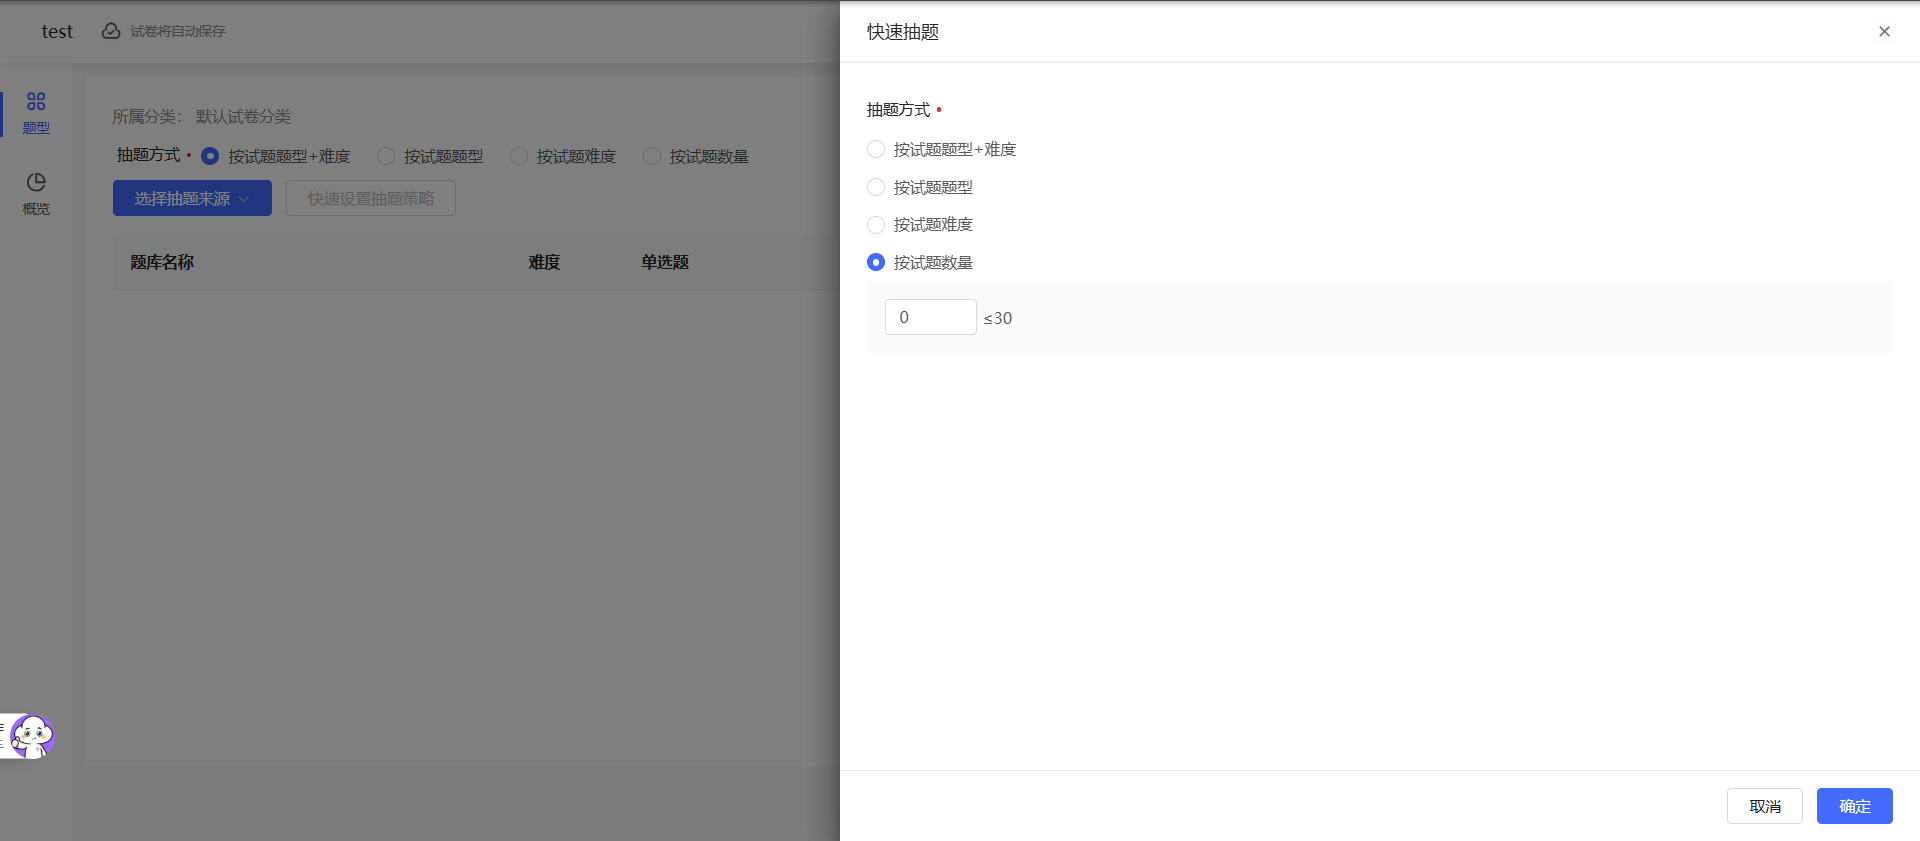 test 试卷将自动保存
题型
概览
所属分类： 默认试卷分类
抽题方式 • 按试题题型+难度 按试题题型 按试题难度 按试题数量
选择抽题来源 快速设置抽题策略
题库名称 难度 单选题
快速抽题
抽题方式 •
按试题题型+难度
按试题题型
按试题难度
按试题数量
0 ≤30
取消 确定